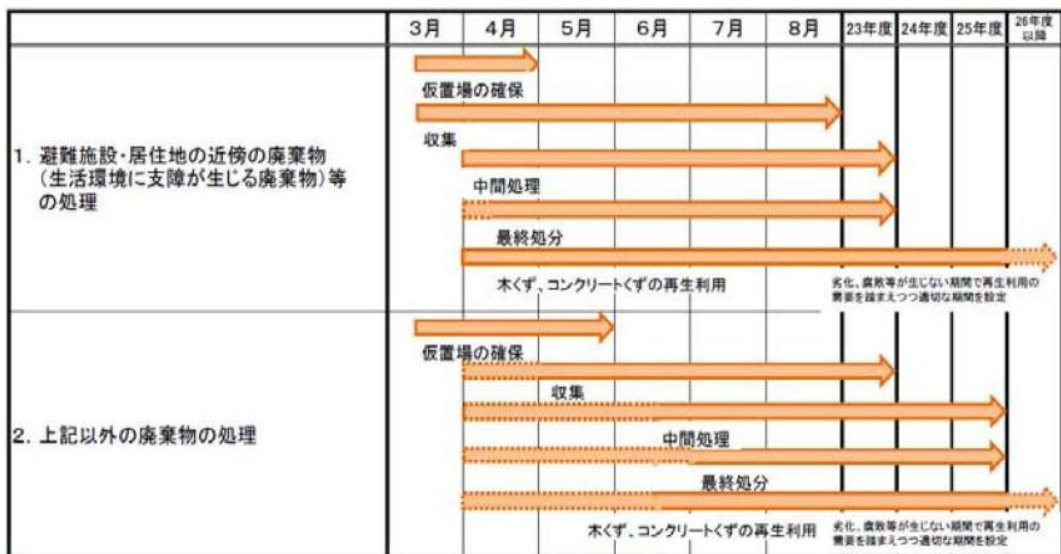 3月 4月 5月 6月 7月 8月 23年度 24年度 25年度 26年度
以降
1. 避難施設・居住地の近傍の廃棄物
(生活環境に支障が生じる廃棄物)等
の処理
仮置場の確保
収集
中間処理
最終処分
木くず、コンクリートくずの再生利用
劣化、腐敗等が生じない期間で再生利用の
需要を踏まえつつ適切な期間を設定
2. 上記以外の廃棄物の処理
仮置場の確保
収集
中間処理
最終処分
木くず、コンクリートくずの再生利用
劣化、腐敗等が生じない期間で再生利用の
需要を踏まえつつ適切な期間を設定